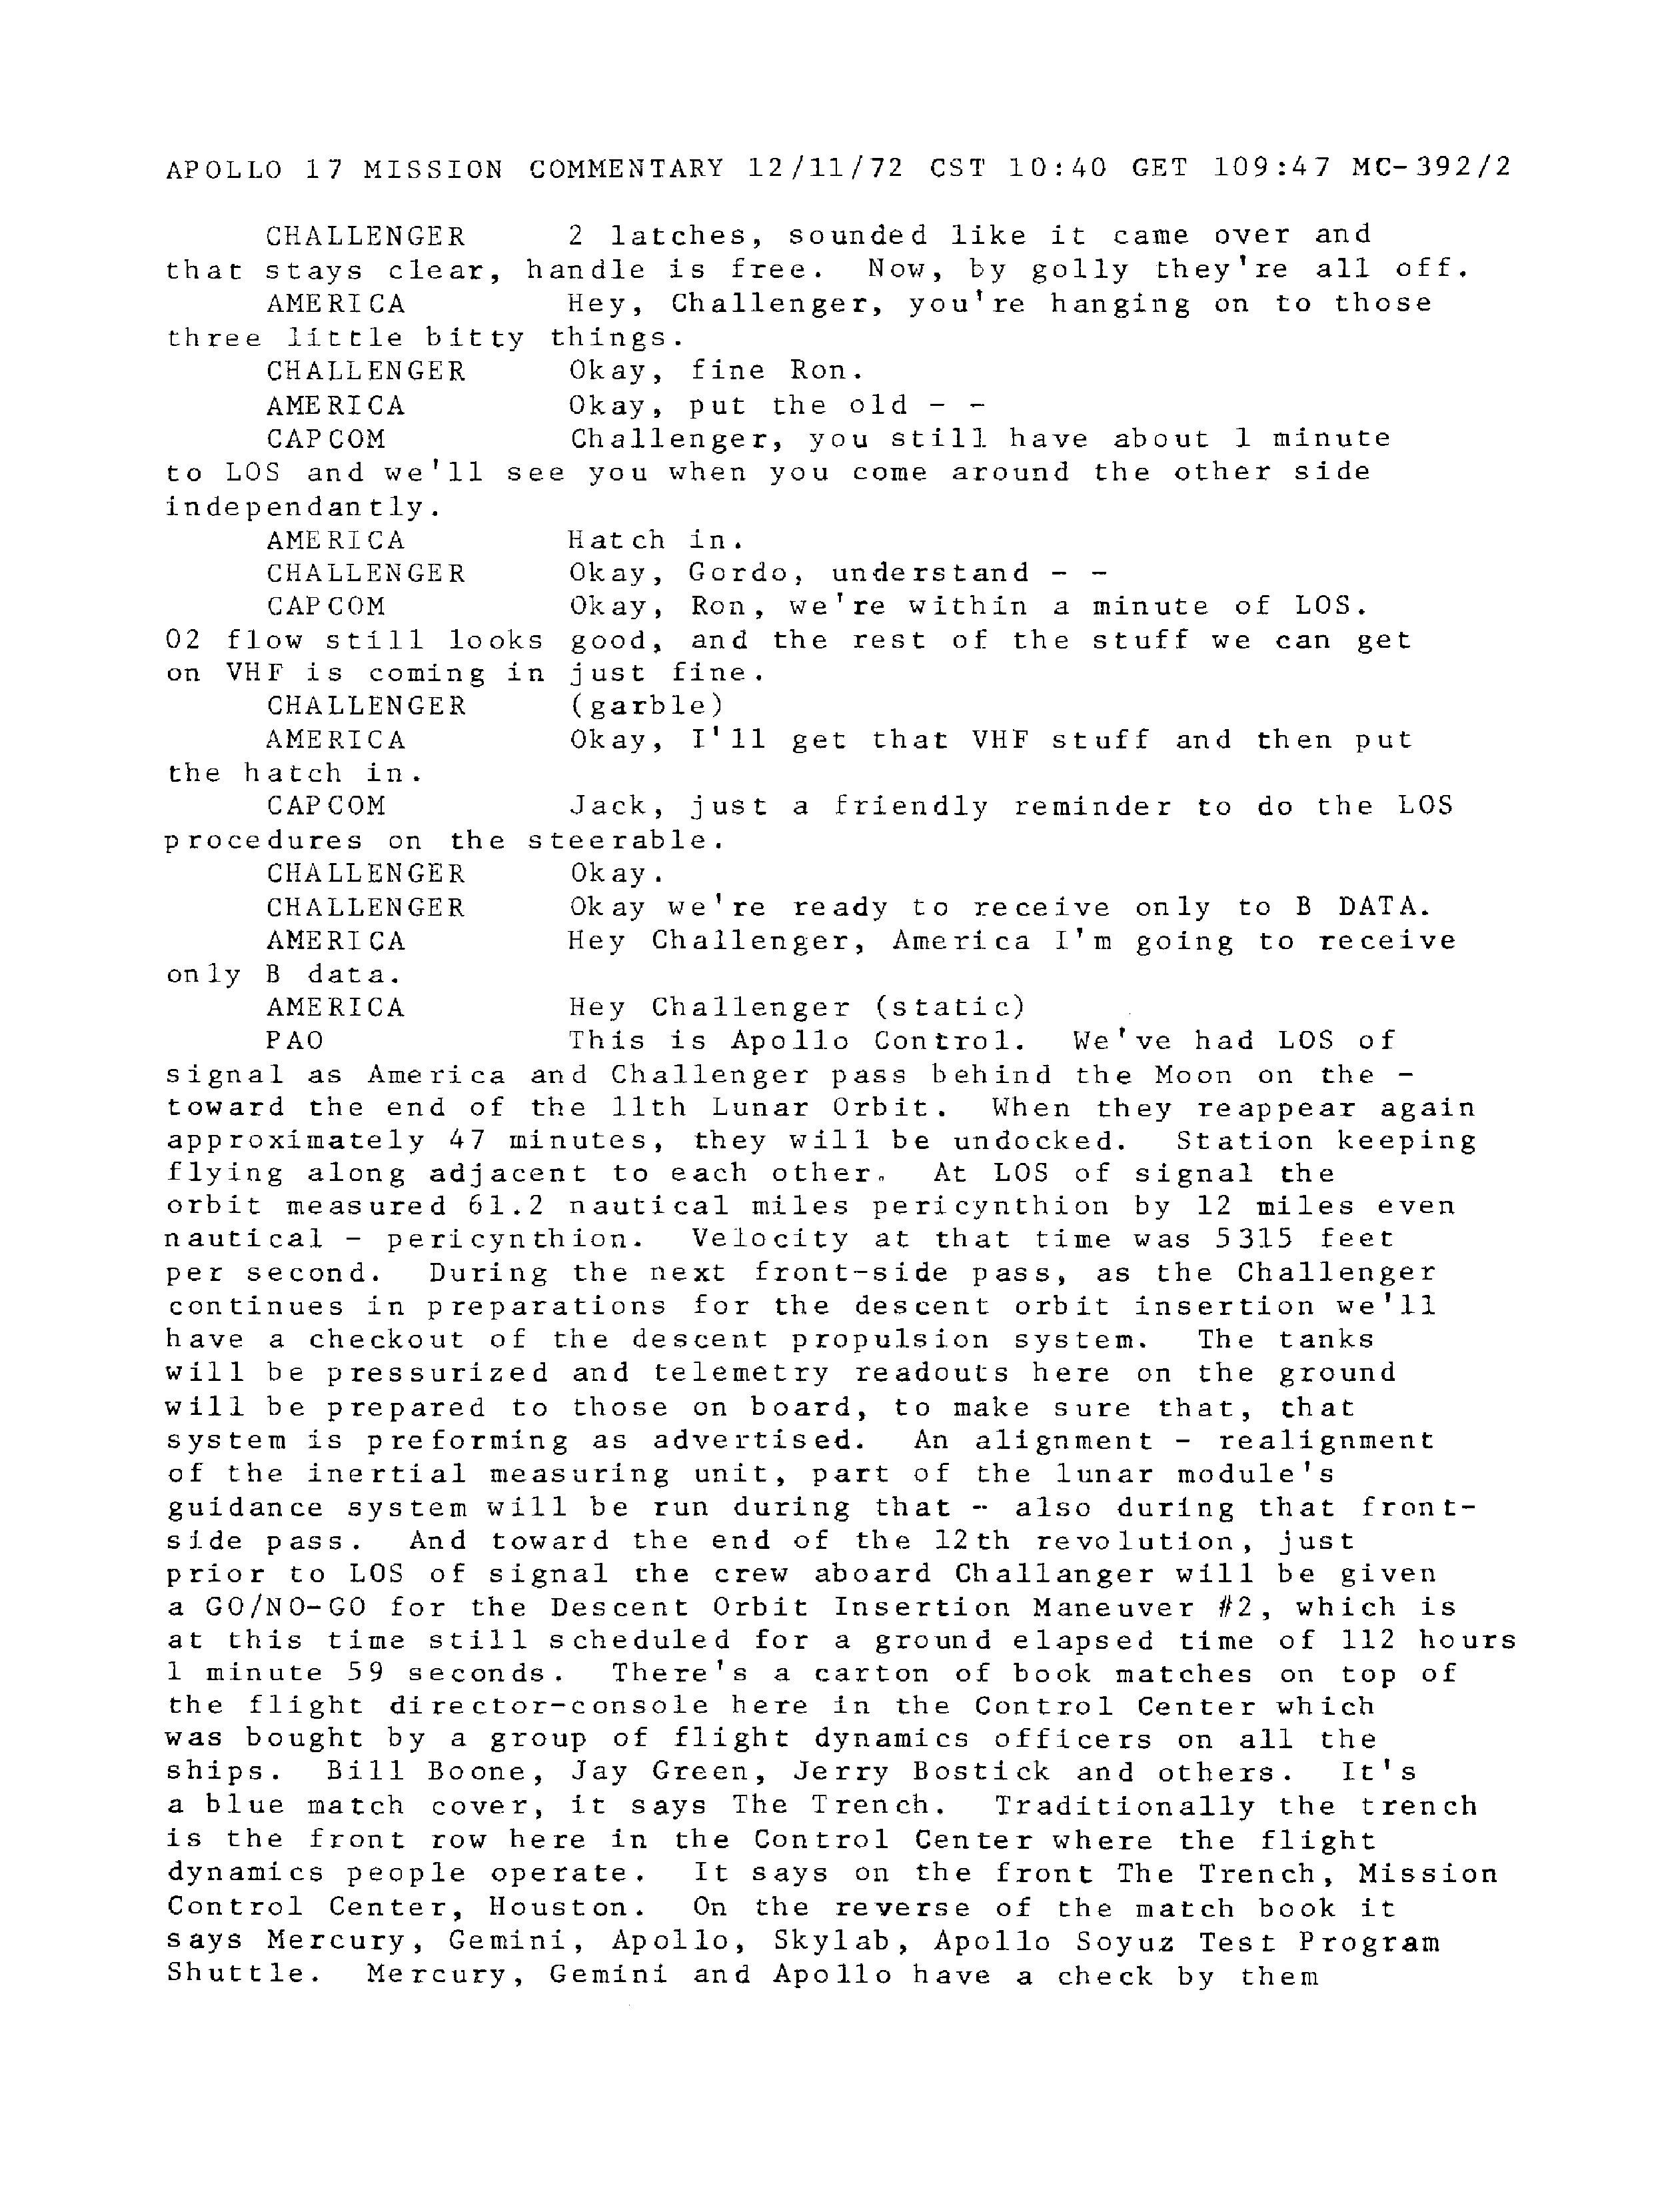 APOLLO 17 MISSION COMMENTARY 12/11/72 CST 10:40 GET 109:47 MC-392/2
CHALLENGER 2 latches, sounded like it came over and
that stays clear, handle is free. Now, by golly they're all off.
AMERICA Hey, Challenger, you're hanging on to those
three little bitty things.
CHALLENGER Okay, fine Ron.
AMERICA Okay, put the old - -
CAPCOM Challenger, you still have about 1 minute
to LOS and we'll see you when you come around the other side
independantly.
AMERICA Hatch in.
CHALLENGER Okay, Gordo, understand - -
CAPCOM Okay, Ron, we're within a minute of LOS.
02 flow still looks good, and the rest of the stuff we can get
on VHF is coming in just fine.
CHALLENGER (garble)
AMERICA Okay, I'll get that VHF stuff and then put
the hatch in.
CAPCOM Jack, just a friendly reminder to do the LOS
procedures on the steerable.
CHALLENGER Okay.
CHALLENGER Okay we're ready to receive only to B DATA.
AMERICA Hey Challenger, America I'm going to receive
only B data.
AMERICA Hey Challenger (static)
PAO This is Apollo Control. We've had LOS of
signal as America and Challenger pass behind the Moon on the -
toward the end of the 11th Lunar Orbit. When they reappear again
approximately 47 minutes, they will be undocked. Station keeping
flying along adjacent to each other. At LOS of signal the
orbit measured 61.2 nautical miles pericynthion by 12 miles even
nautical - pericynthion. Velocity at that time was 5315 feet
per second. During the next front-side pass, as the Challenger
continues in preparations for the descent orbit insertion we'll
have a checkout of the descent propulsion system. The tanks
will be pressurized and telemetry readouts here on the ground
will be prepared to those on board, to make sure that, that
system is preforming as advertised. An alignment - realignment
of the inertial measuring unit, part of the lunar module's
guidance system will be run during that - also during that front-
side pass. And toward the end of the 12th revolution, just
prior to LOS of signal the crew aboard Challanger will be given
a GO/NO-GO for the Descent Orbit Insertion Maneuver #2, which is
at this time still scheduled for a ground elapsed time of 112 hours
1 minute 59 seconds. There's a carton of book matches on top of
the flight director-console here in the Control Center which
was bought by a group of flight dynamics officers on all the
ships. Bill Boone, Jay Green, Jerry Bostick and others. It's
a blue match cover, it says The Trench. Traditionally the trench
is the front row here in the Control Center where the flight
dynamics people operate. It says on the front The Trench, Mission
Control Center, Houston. On the reverse of the match book it
says Mercury, Gemini, Apollo, Skylab, Apollo Soyuz Test Program
Shuttle. Mercury, Gemini and Apollo have a check by them